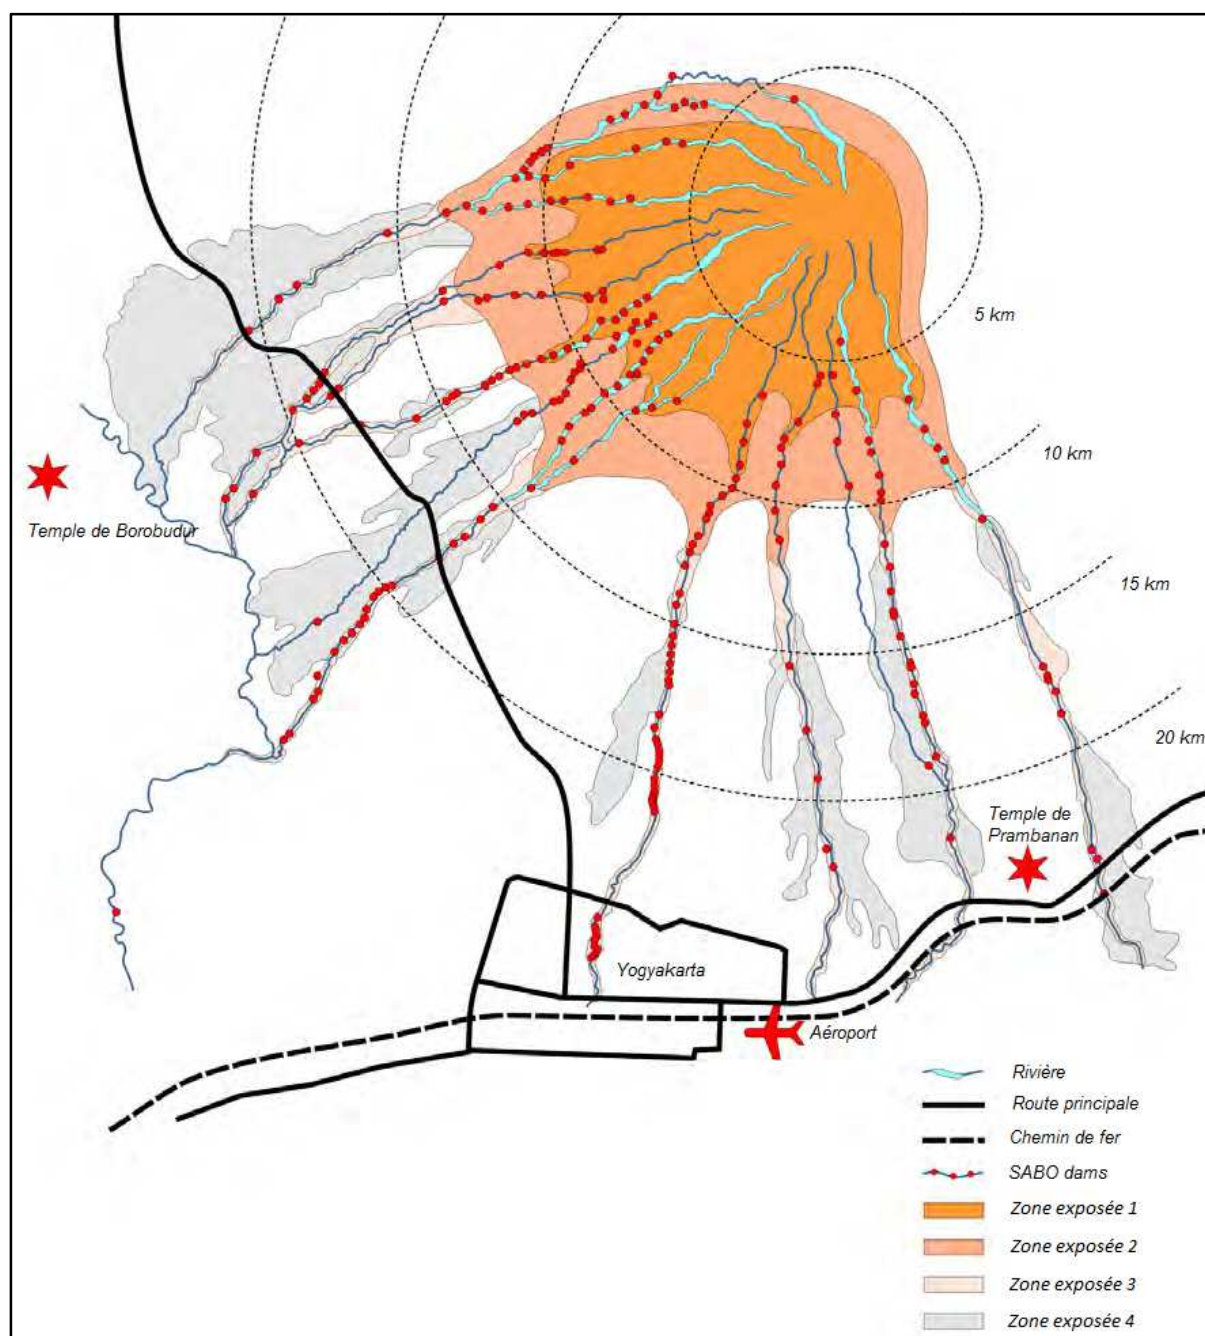 5 km
10 km
Temple de Borobudur
15 km
20 km
Temple de
Prambanan
Yogyakarta
Aéroport
Rivière
Route principale
Chemin de fer
SABO dams
Zone exposée 1
Zone exposée 2
Zone exposée 3
Zone exposée 4